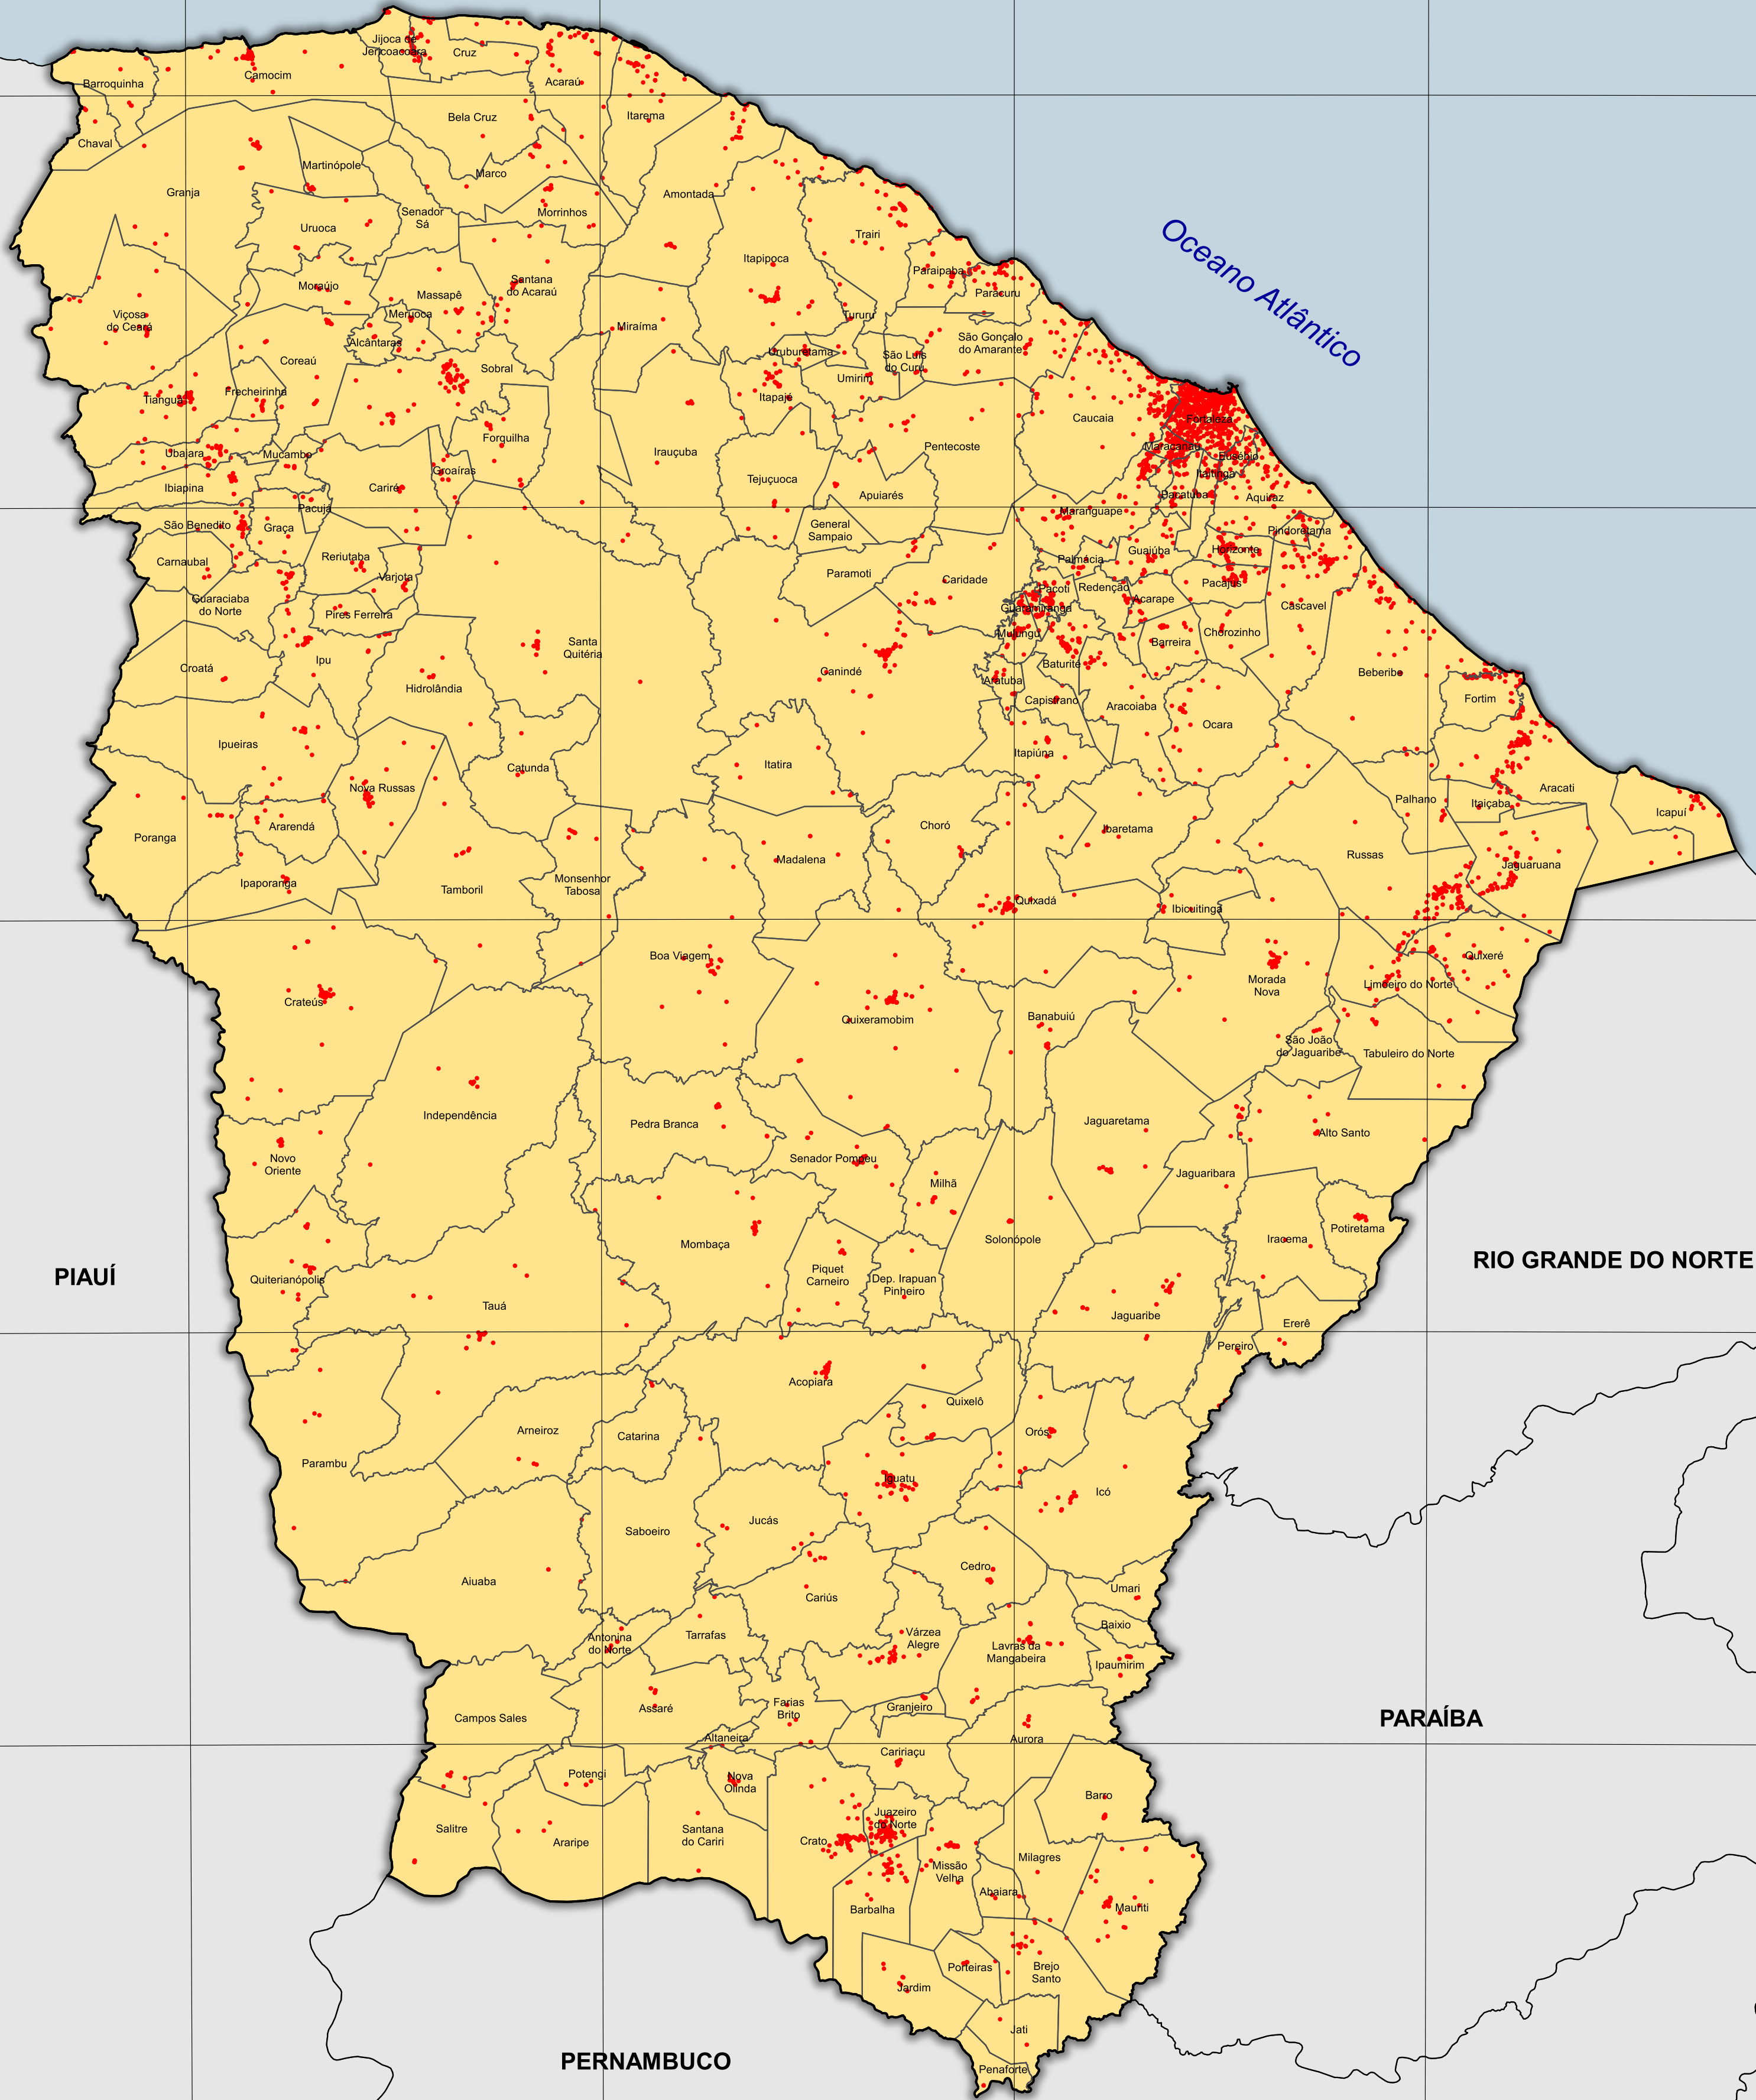 Jijoca de
Jericoacoara
Cruz
Camocim
Barroquinha
Acaraú
Bela Cruz
Itarema
Chaval
Martinópole
Marco
Granja
Amontada
Senador
Sá
Morrinhos
Uruoca
Trairi
Oceano Atlântico
Itapipoca
Paraipaba
Moraújo
Santana
do Acaraú
Massapê
Paracuru
Viçosa
do Ceará
Meruoca
Tururu
Miraíma
Alcântaras
São Gonçalo
do Amarante
Uruburetama
Coreaú
São Luís
do Curu
Sobral
Umirim
Frecheirinha
Tianguá
Itapajé
Caucaia
Fortaleza
Forquilha
Pentecoste
Maracanaú
Ubajara
Mucambo
Irauçuba
Eusébio
Groaíras
Itaitinga
Tejuçuoca
Ibiapina
Cariré
Apuiarés
Pacatuba
Aquiraz
Pacujá
Maranguape
São Benedito
Graça
General
Sampaio
Pindoretama
Guaiúba
Horizonte
Reriutaba
Palmácia
Carnaubal
Paramoti
Varjota
Caridade
Pacajus
Redenção
Pacoti
Guaraciaba
do Norte
Acarape
Cascavel
Guaramiranga
Pires Ferreira
Mulungu
Chorozinho
Santa
Quitéria
Barreira
Ipu
Baturité
Croatá
Canindé
Beberibe
Aratuba
Hidrolândia
Fortim
Capistrano
Aracoiaba
Ocara
Ipueiras
Itapiúna
Itatira
Catunda
Nova Russas
Aracati
Palhano
Itaiçaba
Icapuí
Ararendá
Choró
Ibaretama
Poranga
Russas
Madalena
Jaguaruana
Ipaporanga
Monsenhor
Tabosa
Tamboril
Quixadá
Ibicuitinga
Boa Viagem
Quixeré
Morada
Nova
Limoeiro do Norte
Crateús
Banabuiú
Quixeramobim
São João
do Jaguaribe
Tabuleiro do Norte
Independência
Pedra Branca
Jaguaretama
Alto Santo
Novo
Oriente
Senador Pompeu
Jaguaribara
Milhã
Potiretama
Mombaça
Solonópole
Iracema
PIAUÍ
RIO GRANDE DO NORTE
Quiterianópolis
Piquet
Carneiro
Dep. Irapuan
Pinheiro
Tauá
Jaguaribe
Ererê
Pereiro
Acopiara
Quixelô
Arneiroz
Catarina
Orós
Parambu
Iguatu
Icó
Jucás
Saboeiro
Cedro
Aiuaba
Umari
Cariús
Baixio
Antonina
do Norte
Tarrafas
Várzea
Alegre
Lavras da
Mangabeira
Ipaumirim
Assaré
Farias
Brito
Granjeiro
Campos Sales
PARAÍBA
Altaneira
Aurora
Caririaçu
Potengi
Nova
Olinda
Barro
Juazeiro
do Norte
Salitre
Araripe
Santana
do Cariri
Crato
Milagres
Missão
Velha
Abaiara
Mauriti
Barbalha
Porteiras
Brejo
Santo
Jardim
Jati
PERNAMBUCO
Penaforte